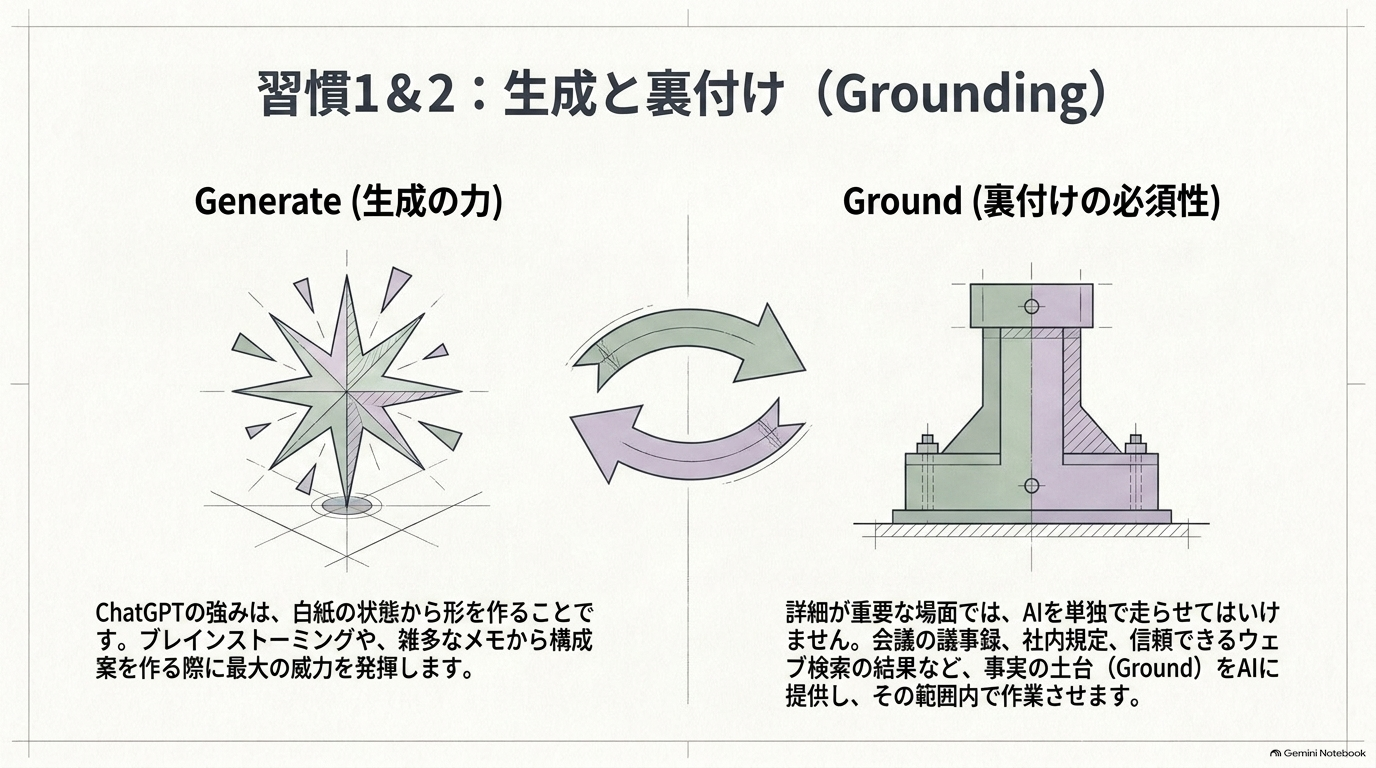 習慣1＆2：生成と裏付け（Grounding）
Generate (生成の力)
ChatGPTの強みは、白紙の状態から形を作ることで
す。ブレインストーミングや、雑多なメモから構成
案を作る際に最大の威力を発揮します。
Ground (裏付けの必須性)
詳細が重要な場面では、AIを単独で走らせてはいけ
ません。会議の議事録、社内規定、信頼できるウェ
ブ検索の結果など、事実の土台（Ground）をAIに
提供し、その範囲内で作業させます。
Gemini Notebook